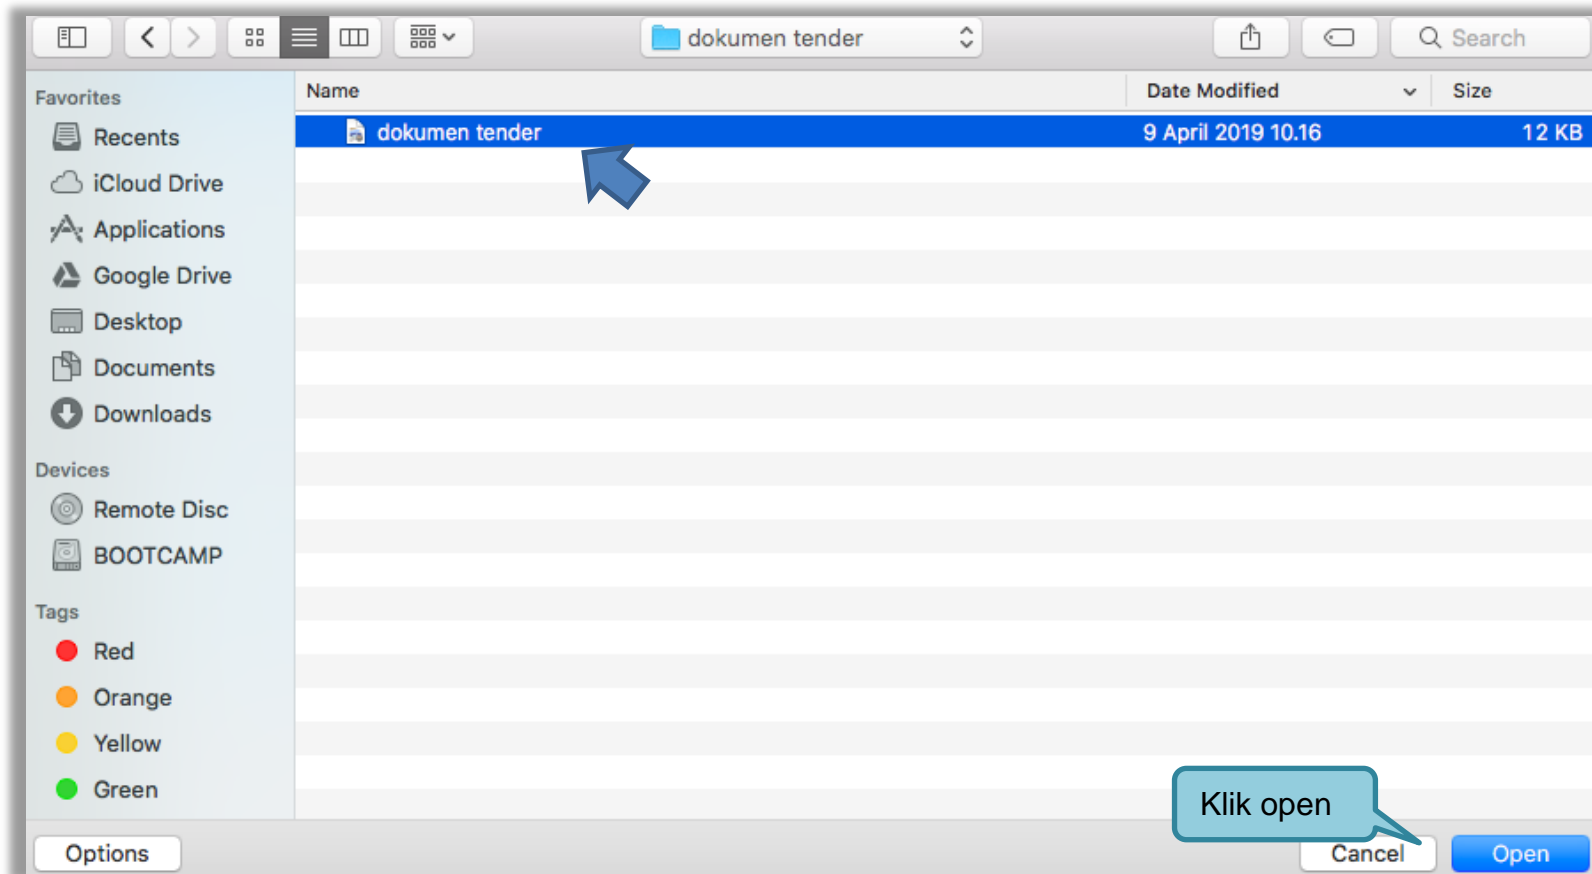 dokumen tender
Search
Favorites
Recents
iCloud Drive
Applications
Google Drive
Desktop
Documents
Downloads
Devices
Remote Disc
BOOTCAMP
Tags
Red
Orange
Yellow
Green
Name Date Modified Size
dokumen tender 9 April 2019 10.16 12 KB
Klik open
Options Cancel Open